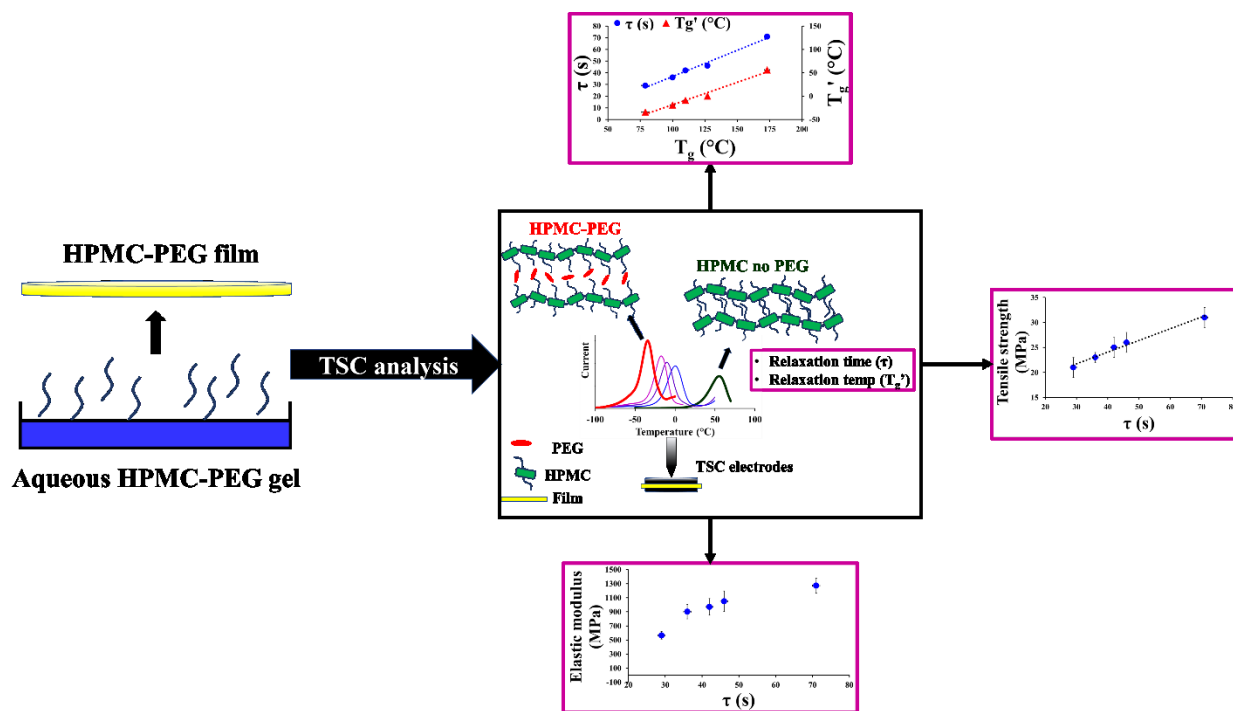 τ (s) Tg' (°C)
80
70
60
50
40
30
20
10
0
τ (s)
150
100
50
0
-50
Tg' (°C)
50 75 100 125 150 175 200
Tg (°C)
HPMC-PEG film
Aqueous HPMC-PEG gel
TSC analysis
HPMC-PEG
HPMC no PEG
Current
-100 -50 0 50 100
Temperature (°C)
• Relaxation time (τ)
• Relaxation temp (Tg')
PEG
HPMC
Film
TSC electrodes
Tensile strength
(MPa)
35
30
25
20
15
20 30 40 50 60 70 80
τ (s)
Elastic modulus
(MPa)
1500
1300
1100
900
700
500
300
100
-100
20 30 40 50 60 70 80
τ (s)